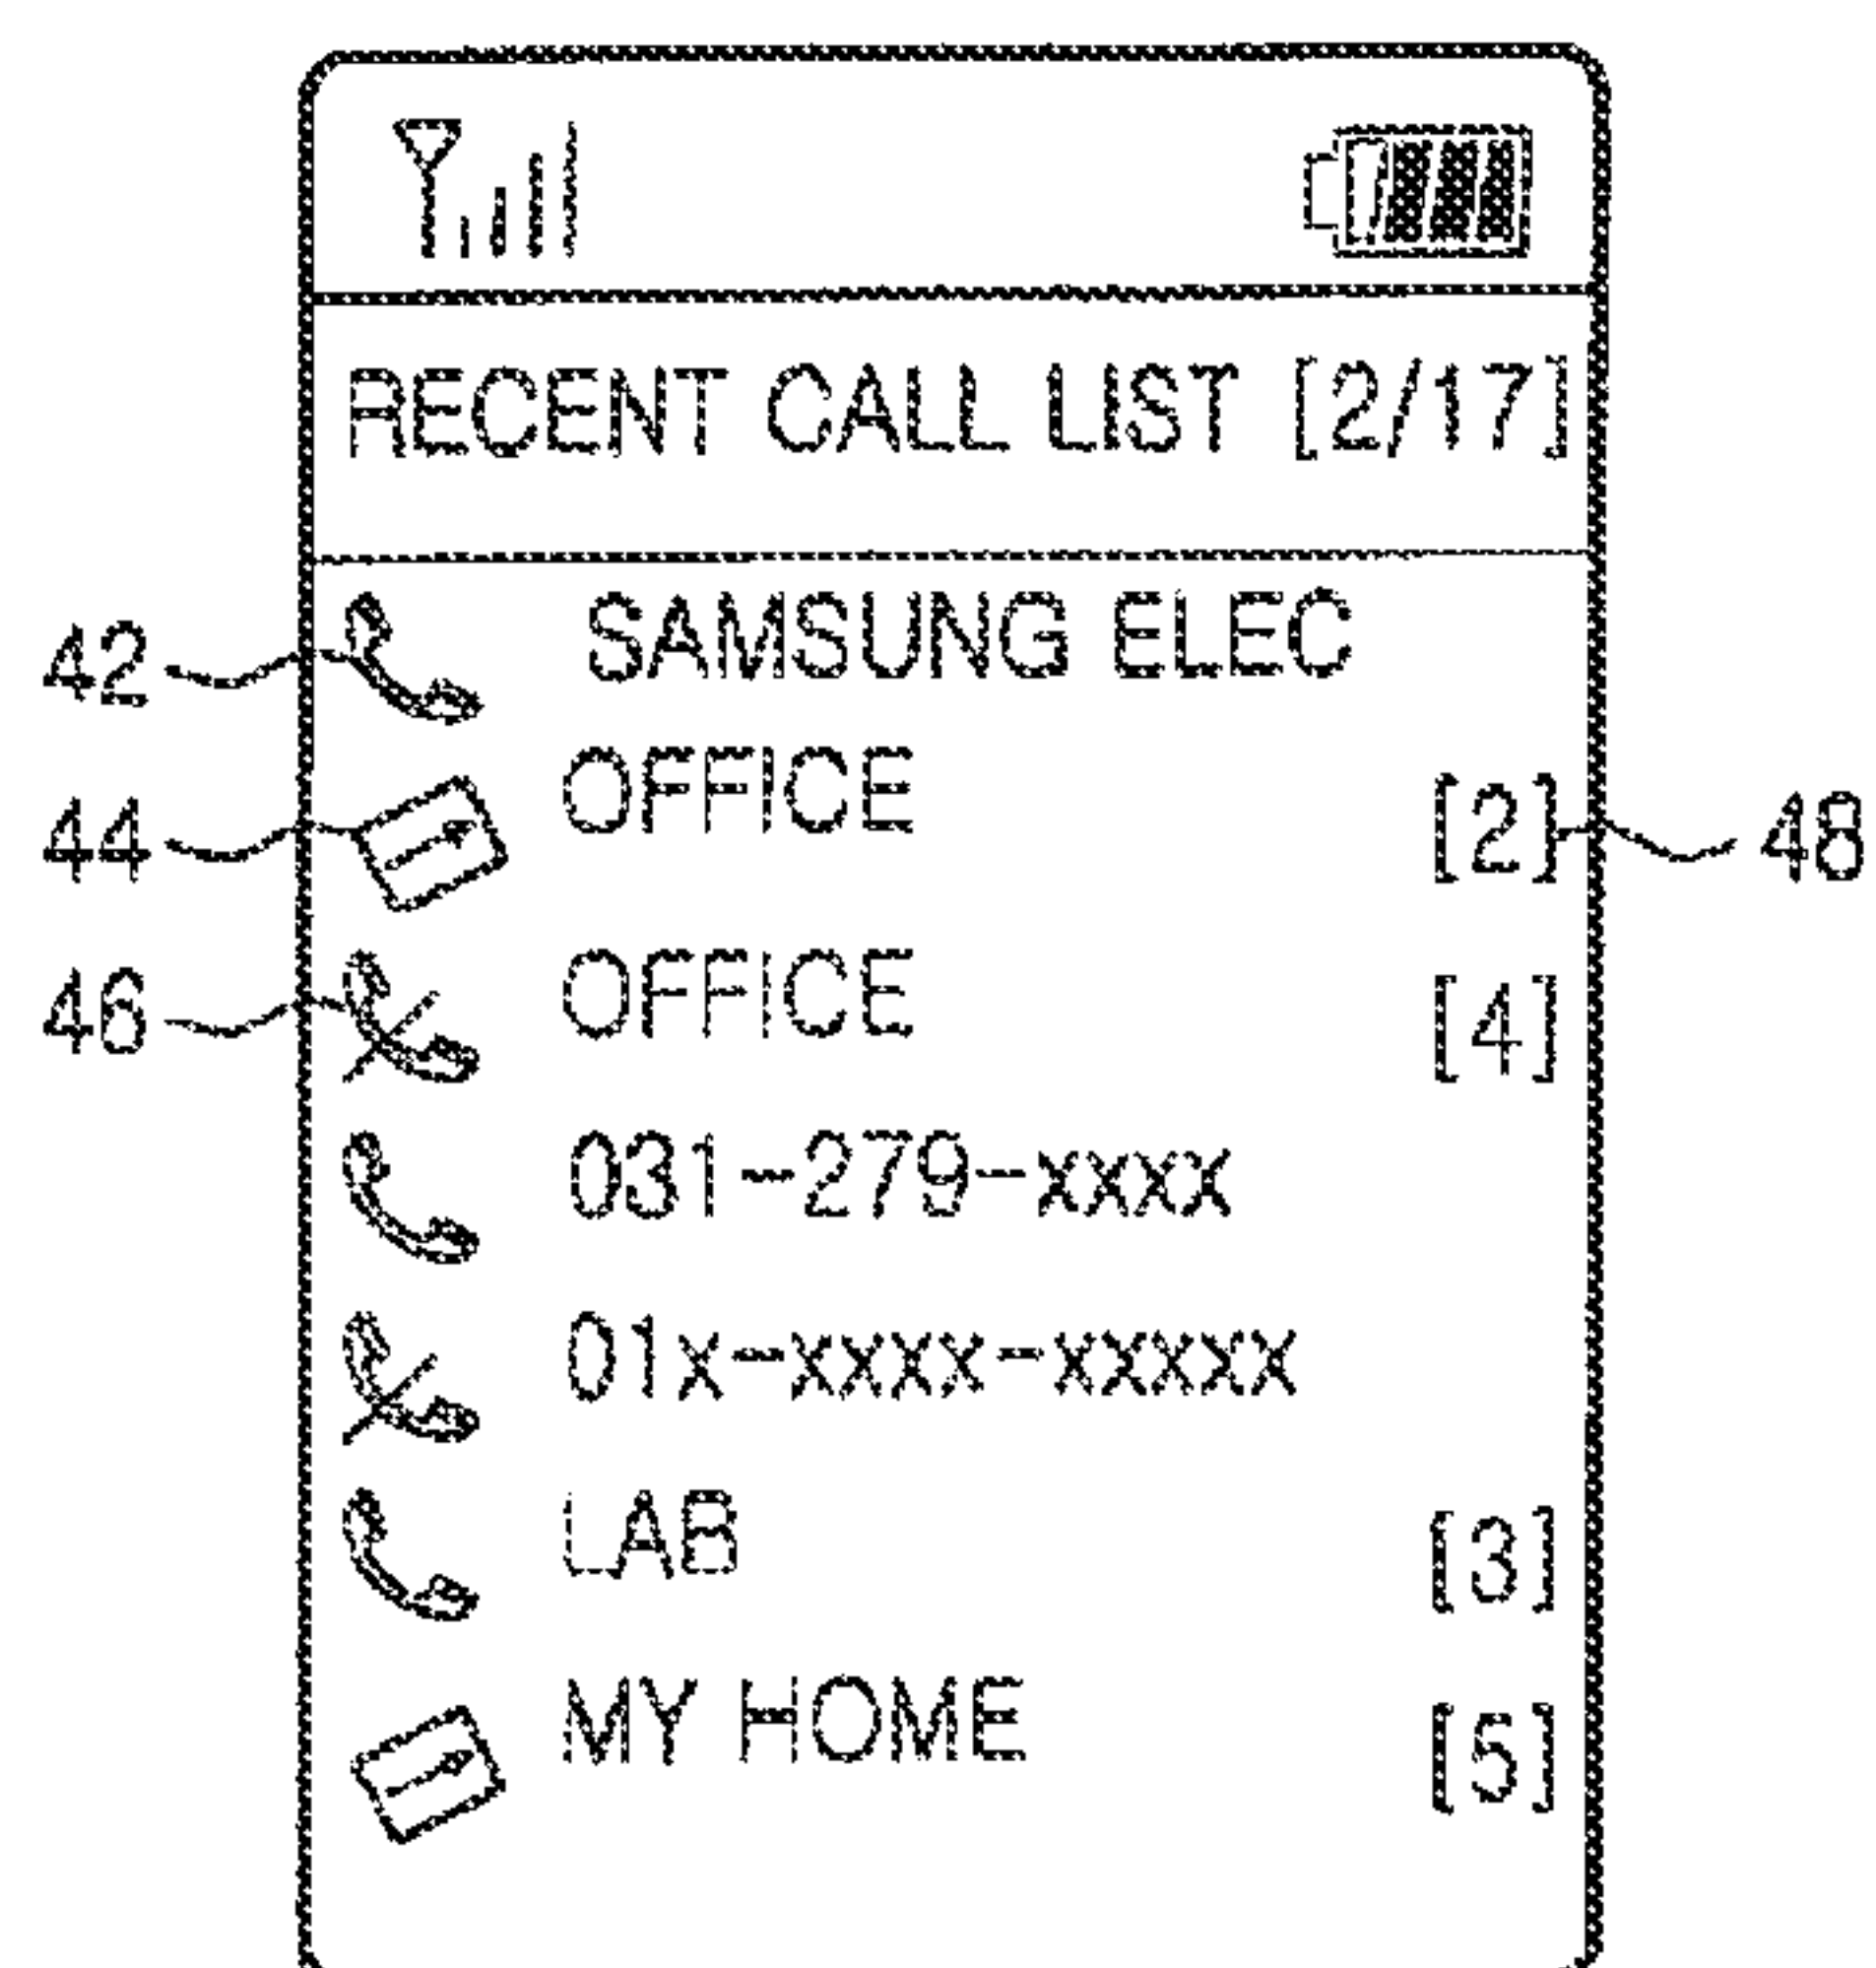 RECENT CALL LIST [2/17]
42 SAMSUNG ELEC
44 OFFICE [2] 48
46 OFFICE [4]
031-279-xxxx
01x-xxxx-xxxxx
LAB [3]
MY HOME [5]